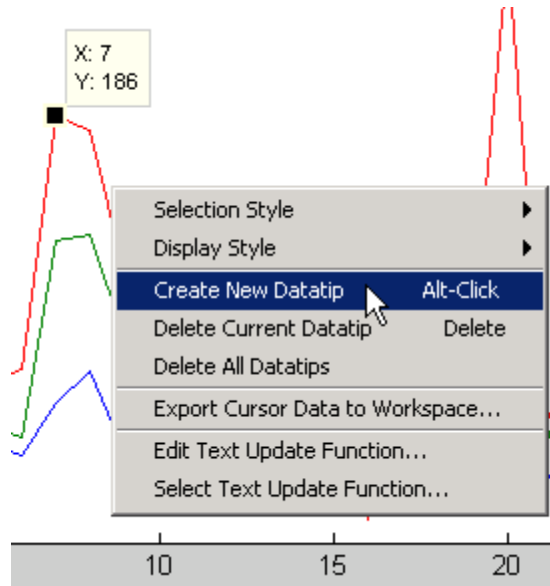 X: 7
Y: 186
Selection Style
Display Style
Create New Datatip Alt-Click
Delete Current Datatip Delete
Delete All Datatips
Export Cursor Data to Workspace...
Edit Text Update Function...
Select Text Update Function...
10 15 20